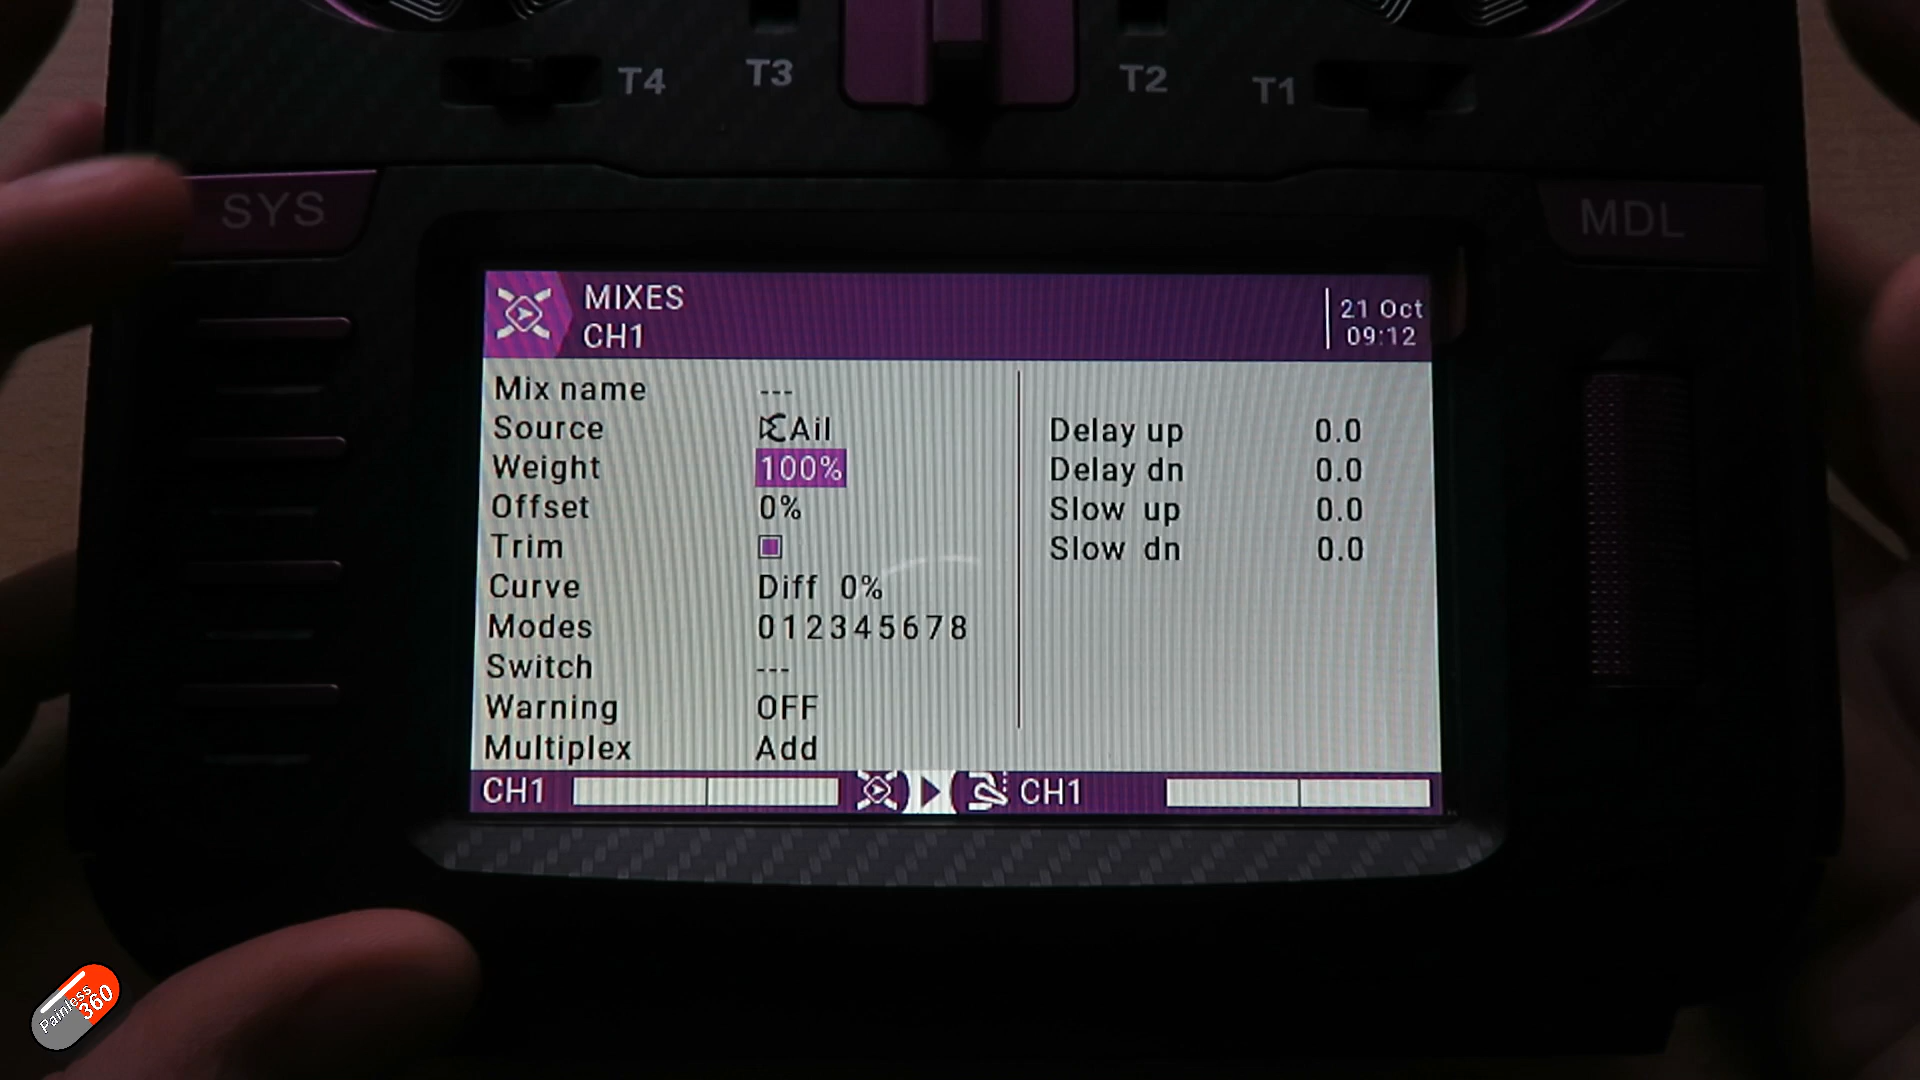 T4 T3 T2 T1
SYS
MDL
MIXES
CH1
21 Oct
09:12
Mix name ---
Source Ail
Weight 100%
Offset 0%
Trim
Curve Diff 0%
Modes 012345678
Switch ---
Warning OFF
Multiplex Add
Delay up 0.0
Delay dn 0.0
Slow up 0.0
Slow dn 0.0
CH1 CH1
Painless
360